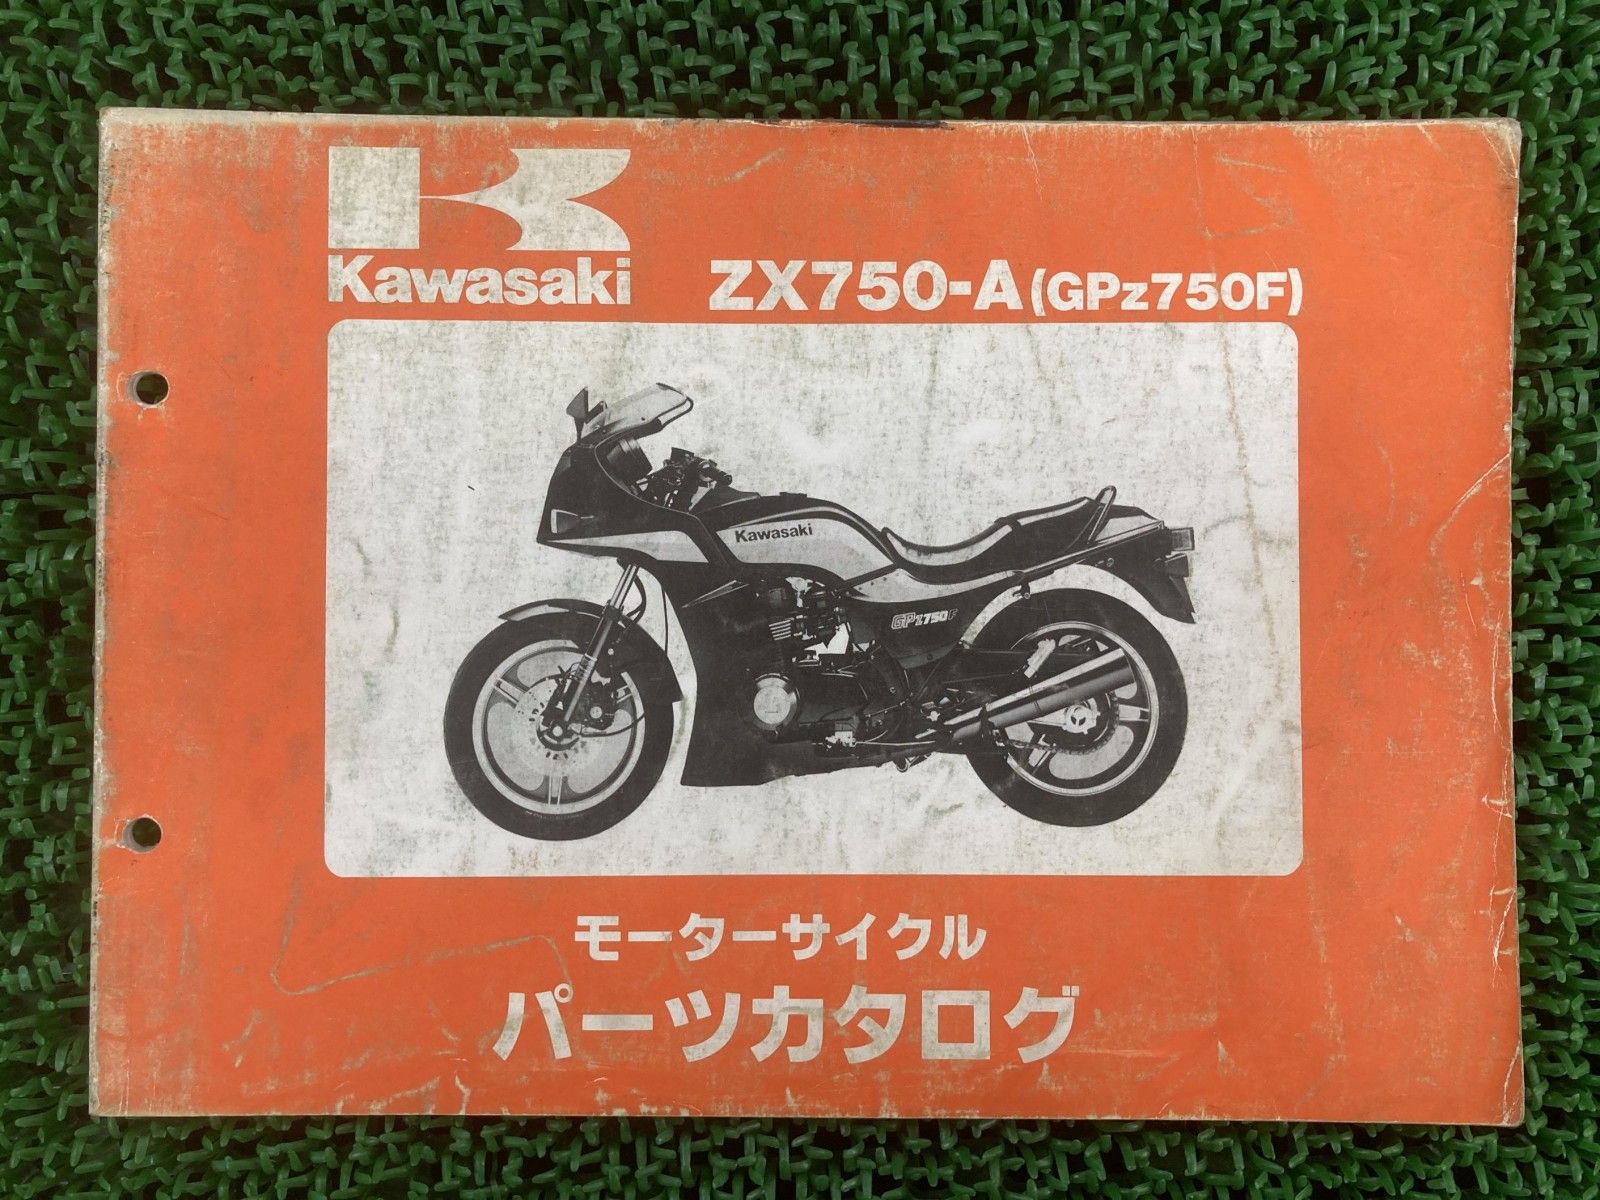 Kawasaki
ZX750-A(GPz750F)
Kawasaki
GPz750F
モーターサイクル
パーツカタログ